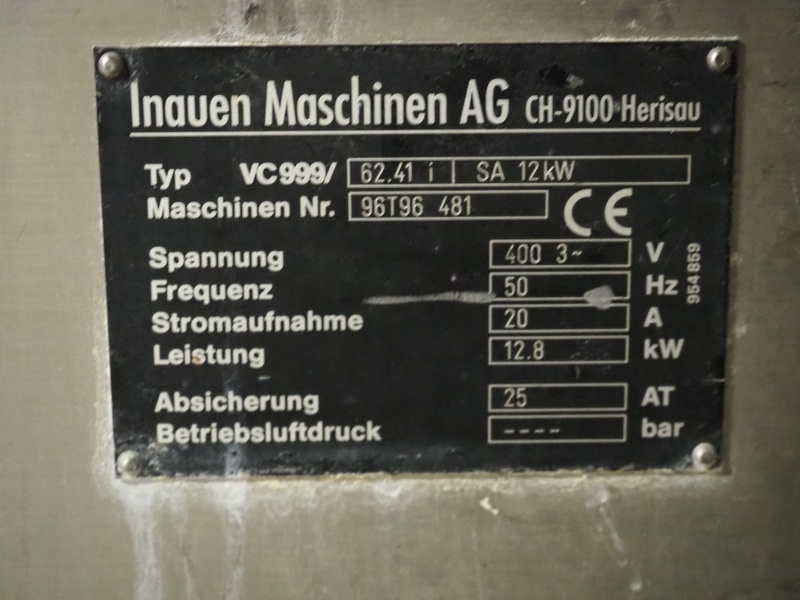 Inauen Maschinen AG CH-9100 Herisau
Typ VC999/ 62.41 i | SA 12kW
Maschinen Nr. 96T96 481
CE
Spannung 400 3~ V
Frequenz 50 Hz
Stromaufnahme 20 A
Leistung 12.8 kW
954859
Absicherung 25 AT
Betriebsluftdruck ---- bar